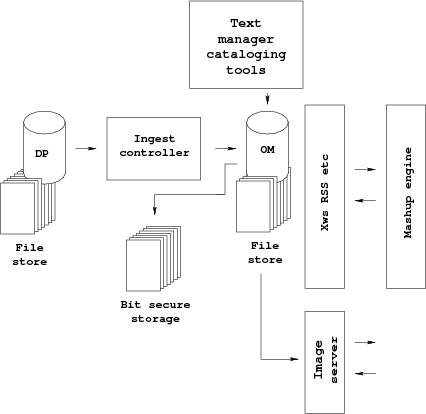 Text
manager
cataloging
tools
DP
Ingest
controller
OM
Xws RSS etc
Mashup engine
File
store
File
store
Bit secure
storage
Image
server